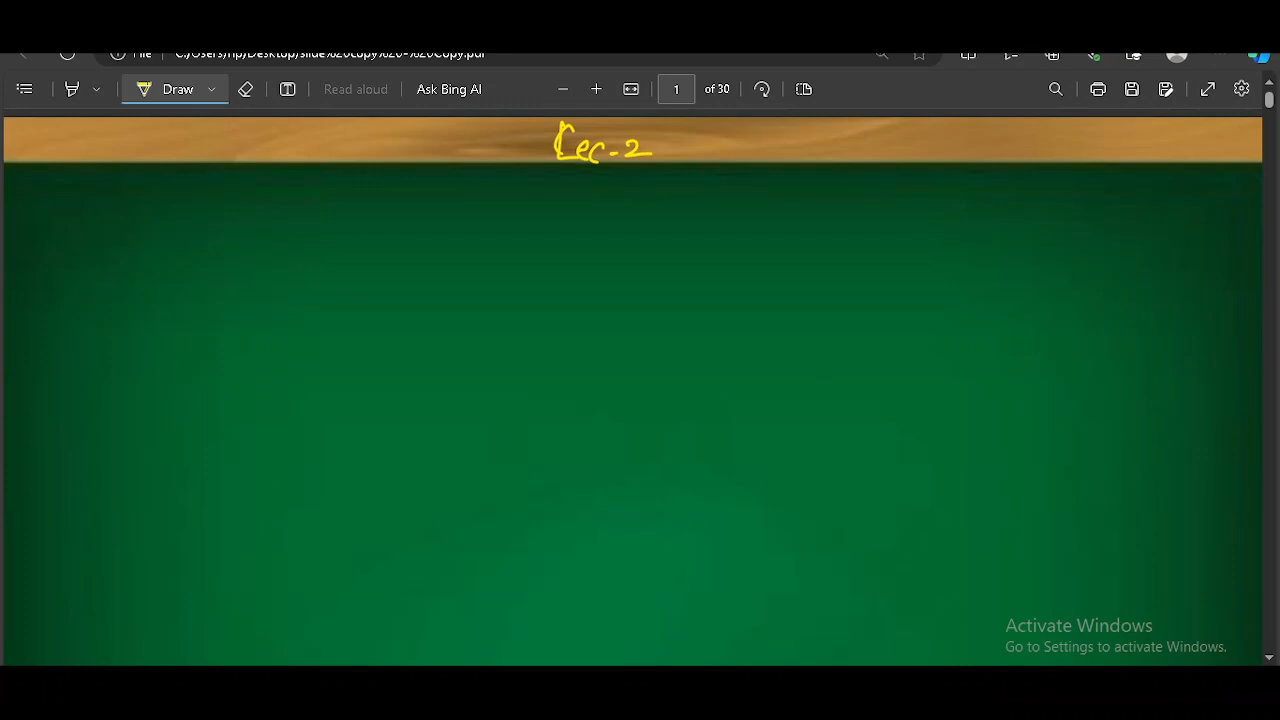 File C:/Users/hp/Desktop/slide%20copy%20-%20Copy.pdf
Draw Read aloud Ask Bing AI 1 of 30
Lec-2
Activate Windows
Go to Settings to activate Windows.